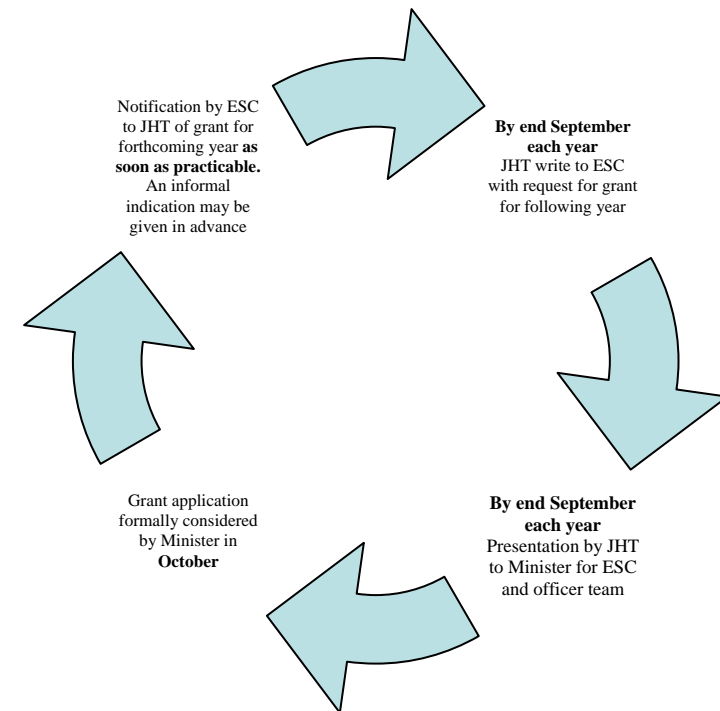 Notification by ESC
to JHT of grant for
forthcoming year as
soon as practicable.
An informal
indication may be
given in advance
By end September
each year
JHT write to ESC
with request for grant
for following year
By end September
each year
Presentation by JHT
to Minister for ESC
and officer team
Grant application
formally considered
by Minister in
October